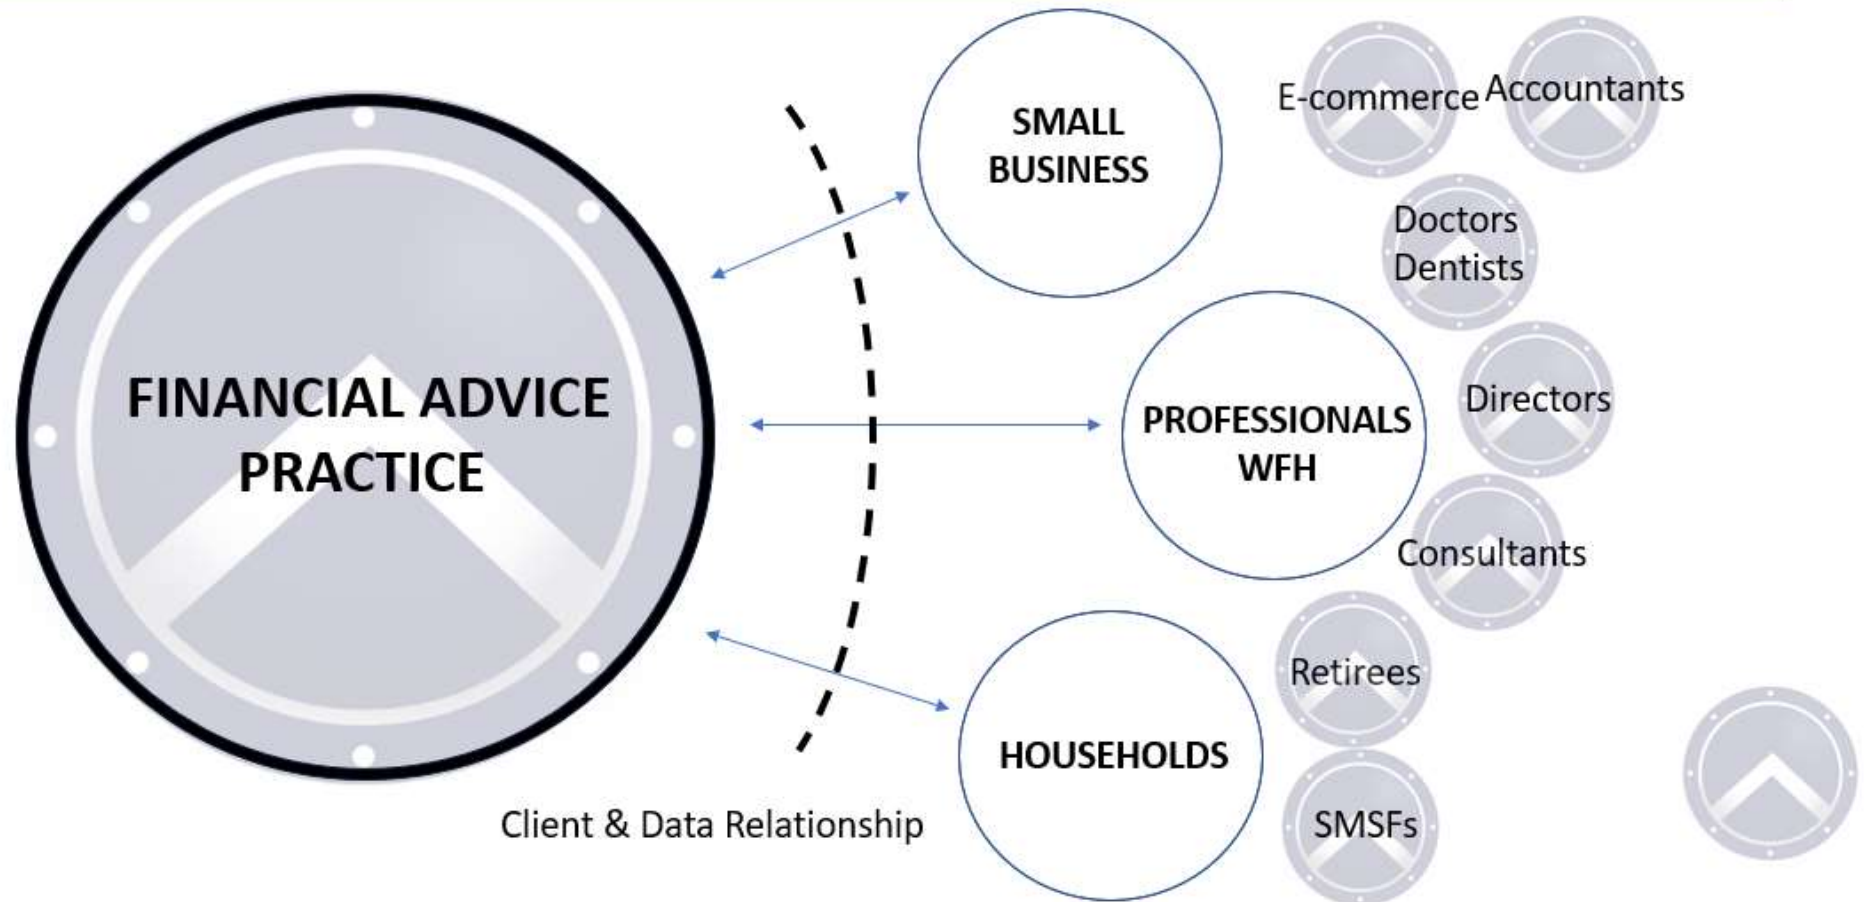 FINANCIAL ADVICE
PRACTICE
SMALL
BUSINESS
E-commerce
Accountants
Doctors
Dentists
PROFESSIONALS
WFH
Directors
Consultants
HOUSEHOLDS
Retirees
SMSFs
Client & Data Relationship